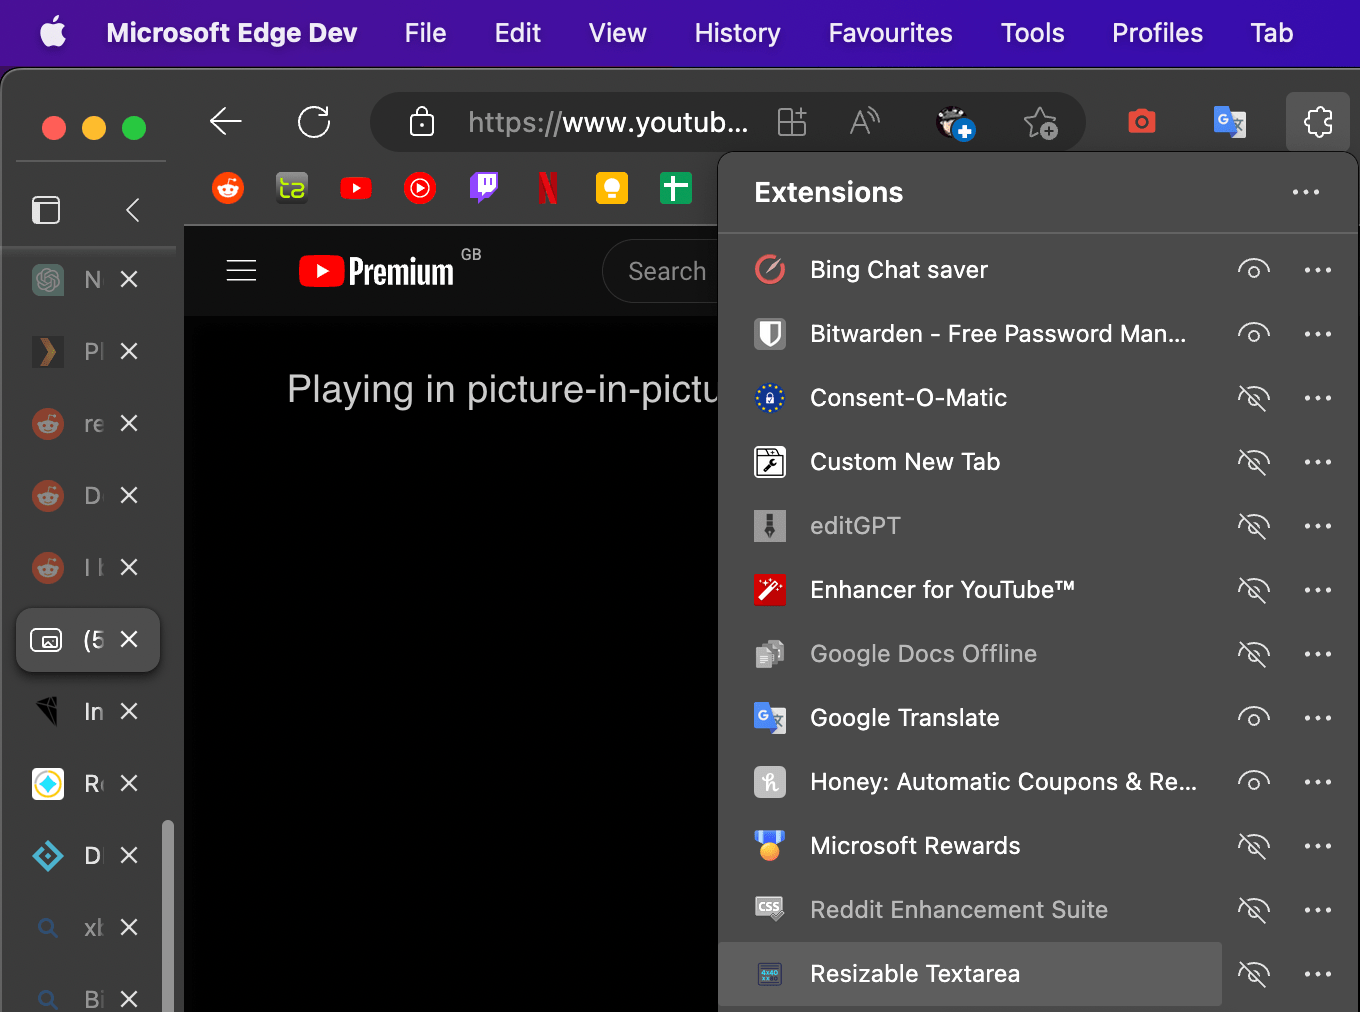 Microsoft Edge Dev File Edit View History Favourites Tools Profiles Tab
https://www.youtub...
Extensions
Premium GB
Search
Playing in picture-in-pictu
Bing Chat saver
Bitwarden - Free Password Man...
Consent-O-Matic
Custom New Tab
editGPT
Enhancer for YouTube™
Google Docs Offline
Google Translate
Honey: Automatic Coupons & Re...
Microsoft Rewards
CSS
Reddit Enhancement Suite
Resizable Textarea
N
Pl
re
D
I b
(5
In
R
D
xb
Bi